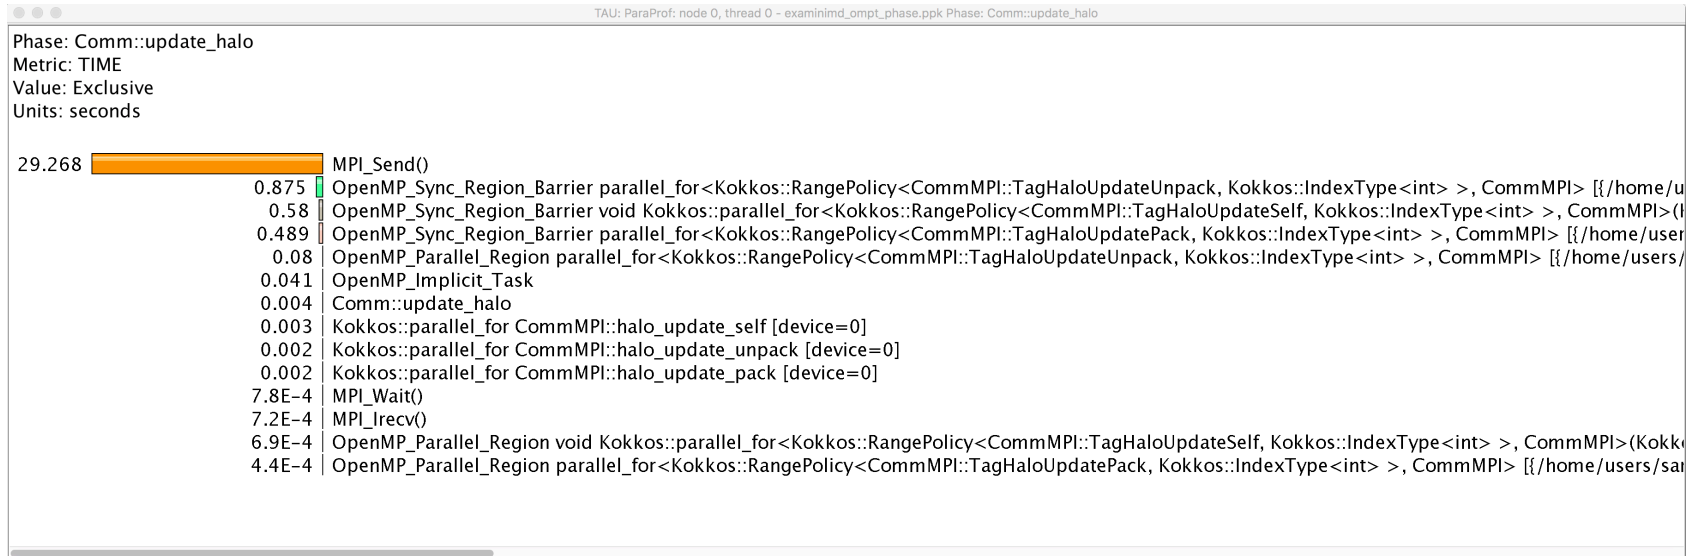 TAU: ParaProf: node 0, thread 0 - examinimd_ompt_phase.ppk Phase: Comm::update_halo
Phase: Comm::update_halo
Metric: TIME
Value: Exclusive
Units: seconds
29.268 MPI_Send()
0.875 OpenMP_Sync_Region_Barrier parallel_for<Kokkos::RangePolicy<CommMPI::TagHaloUpdateUnpack, Kokkos::IndexType<int> >, CommMPI> [{/home/u
0.58 OpenMP_Sync_Region_Barrier void Kokkos::parallel_for<Kokkos::RangePolicy<CommMPI::TagHaloUpdateSelf, Kokkos::IndexType<int> >, CommMPI>(
0.489 OpenMP_Sync_Region_Barrier parallel_for<Kokkos::RangePolicy<CommMPI::TagHaloUpdatePack, Kokkos::IndexType<int> >, CommMPI> [{/home/user
0.08 OpenMP_Parallel_Region parallel_for<Kokkos::RangePolicy<CommMPI::TagHaloUpdateUnpack, Kokkos::IndexType<int> >, CommMPI> [{/home/users/
0.041 OpenMP_Implicit_Task
0.004 Comm::update_halo
0.003 Kokkos::parallel_for CommMPI::halo_update_self [device=0]
0.002 Kokkos::parallel_for CommMPI::halo_update_unpack [device=0]
0.002 Kokkos::parallel_for CommMPI::halo_update_pack [device=0]
7.8E-4 MPI_Wait()
7.2E-4 MPI_Irecv()
6.9E-4 OpenMP_Parallel_Region void Kokkos::parallel_for<Kokkos::RangePolicy<CommMPI::TagHaloUpdateSelf, Kokkos::IndexType<int> >, CommMPI>(Kokk
4.4E-4 OpenMP_Parallel_Region parallel_for<Kokkos::RangePolicy<CommMPI::TagHaloUpdatePack, Kokkos::IndexType<int> >, CommMPI> [{/home/users/sa